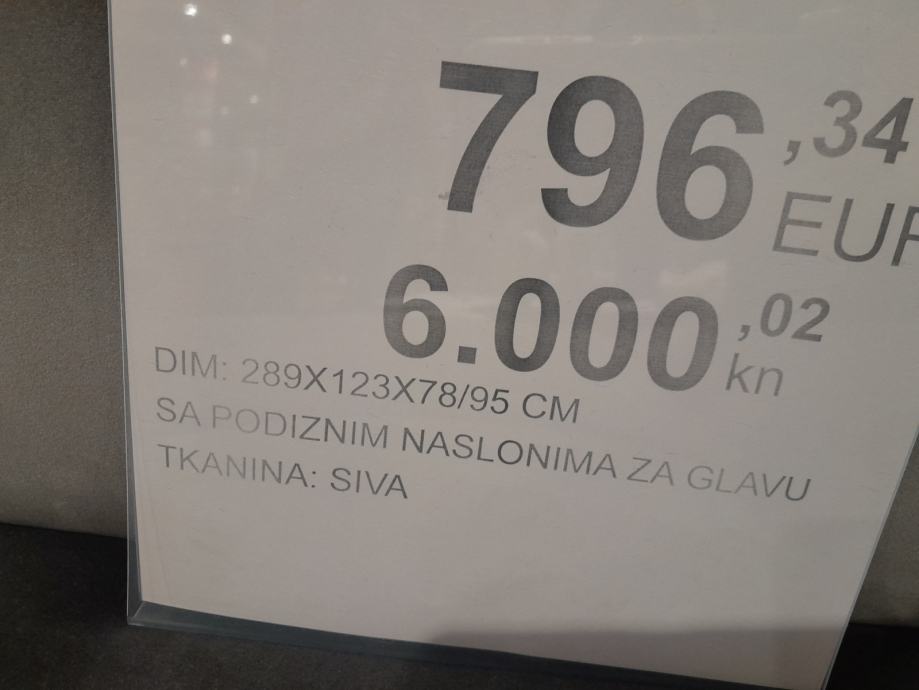 796,34
EUR
6.000,02
kn
DIM: 289X123X78/95 CM
SA PODIZNIM NASLONIMA ZA GLAVU
TKANINA: SIVA